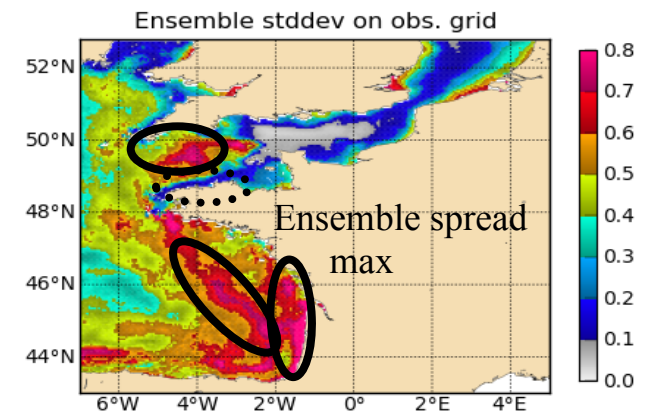 Ensemble stddev on obs. grid
52°N
50°N
48°N
46°N
44°N
Ensemble spread
max
6°W
4°W
2°W
0°
2°E
4°E
0.8
0.7
0.6
0.5
0.4
0.3
0.2
0.1
0.0